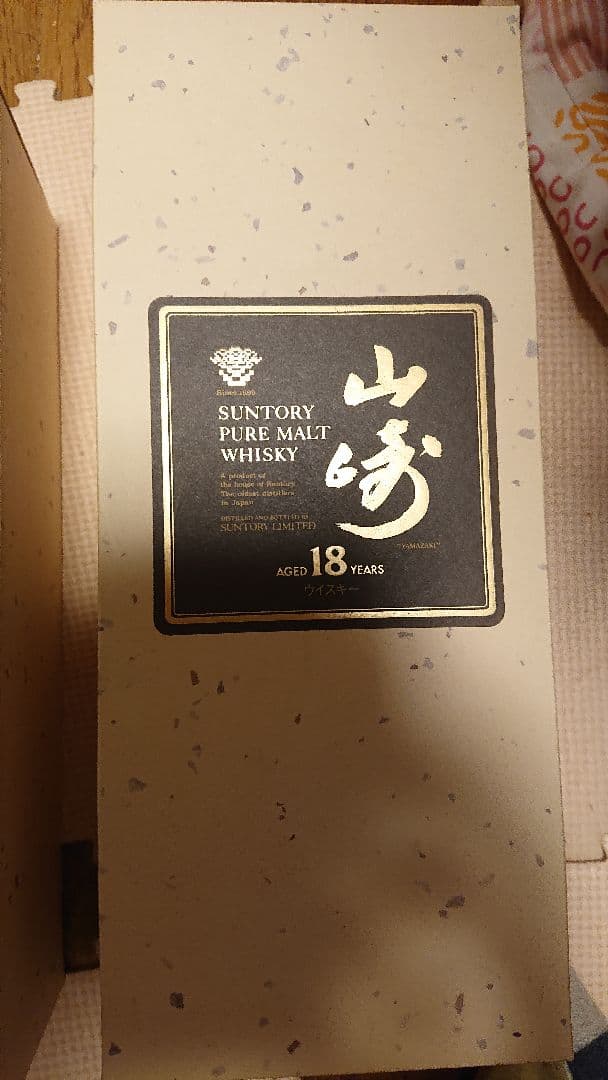 Since 1899
SUNTORY
PURE MALT
WHISKY
A product of
the house of Suntory
The oldest distillers
in Japan
DISTILLED AND BOTTLED BY
SUNTORY LIMITED
山崎
"YAMAZAKI"
AGED 18 YEARS
ウイスキー